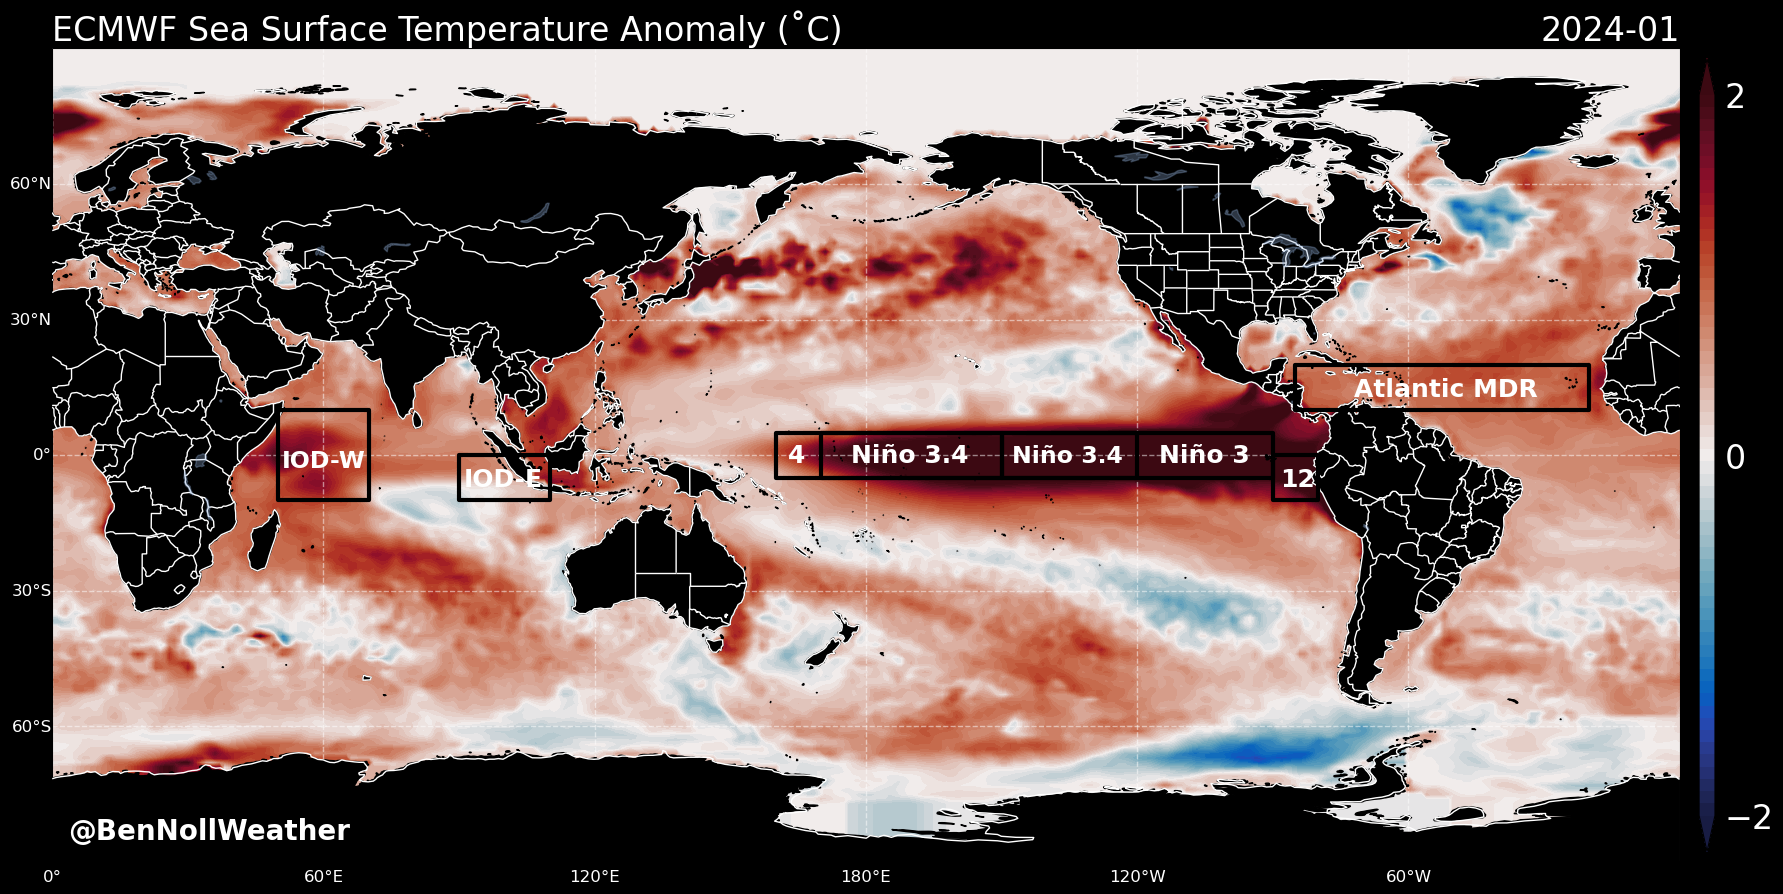 ECMWF Sea Surface Temperature Anomaly (˚C)
2024-01
2
0
−2
60°N
30°N
0°
30°S
60°S
IOD-W
IOD-E
4
Niño 3.4
Niño 3.4
Niño 3
12
Atlantic MDR
@BenNollWeather
0°
60°E
120°E
180°E
120°W
60°W